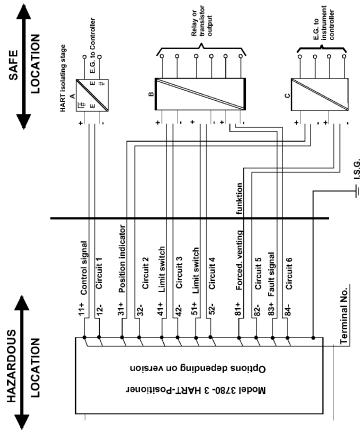 SAFE
LOCATION
HART isolating stage
A
E
E
E.G. to Controller
Relay or
transistor
output
B
E.G. to
instrument
controller
C
+
-
+
-
+
-
+
-
+
-
+
-
I.S.G.
HAZARDOUS
LOCATION
11+ Control signal
12- Circuit 1
31+ Position indicator
32- Circuit 2
41+ Limit switch
42- Circuit 3
51+ Limit switch
52- Circuit 4
81+ Forced. venting funktion
82- Circuit 5
83+ Fault signal
84- Circuit 6
Terminal No.
Model 3780- 3 HART-Positioner
Options depending on version